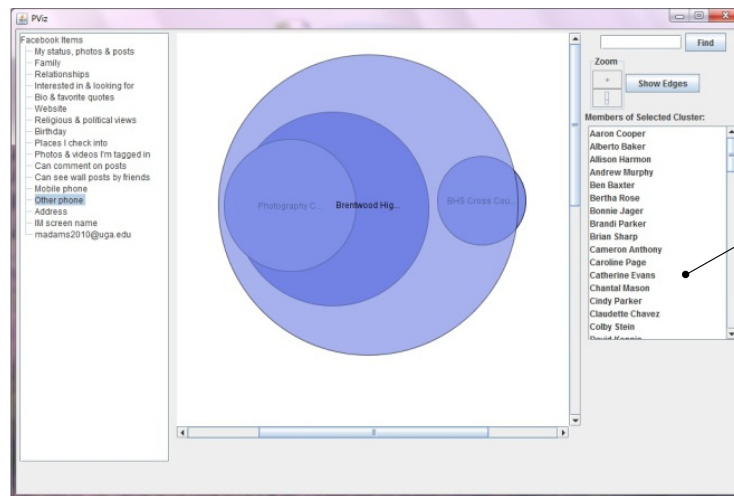 PViz
Facebook Items
My status, photos & posts
Family
Relationships
Interested in & looking for
Bio & favorite quotes
Website
Religious & political views
Birthday
Places I check into
Photos & videos I'm tagged in
Can comment on posts
Can see wall posts by friends
Mobile phone
Other phone
Address
IM screen name
madams2010@uga.edu
Photography C...
Brentwood Hig...
BHS Cross Cou...
Find
Zoom
+
-
Show Edges
Members of Selected Cluster:
Aaron Cooper
Alberto Baker
Allison Harmon
Andrew Murphy
Ben Baxter
Bertha Rose
Bonnie Jager
Brandi Parker
Brian Sharp
Cameron Anthony
Caroline Page
Catherine Evans
Chantal Mason
Cindy Parker
Claudette Chavez
Colby Stein
David